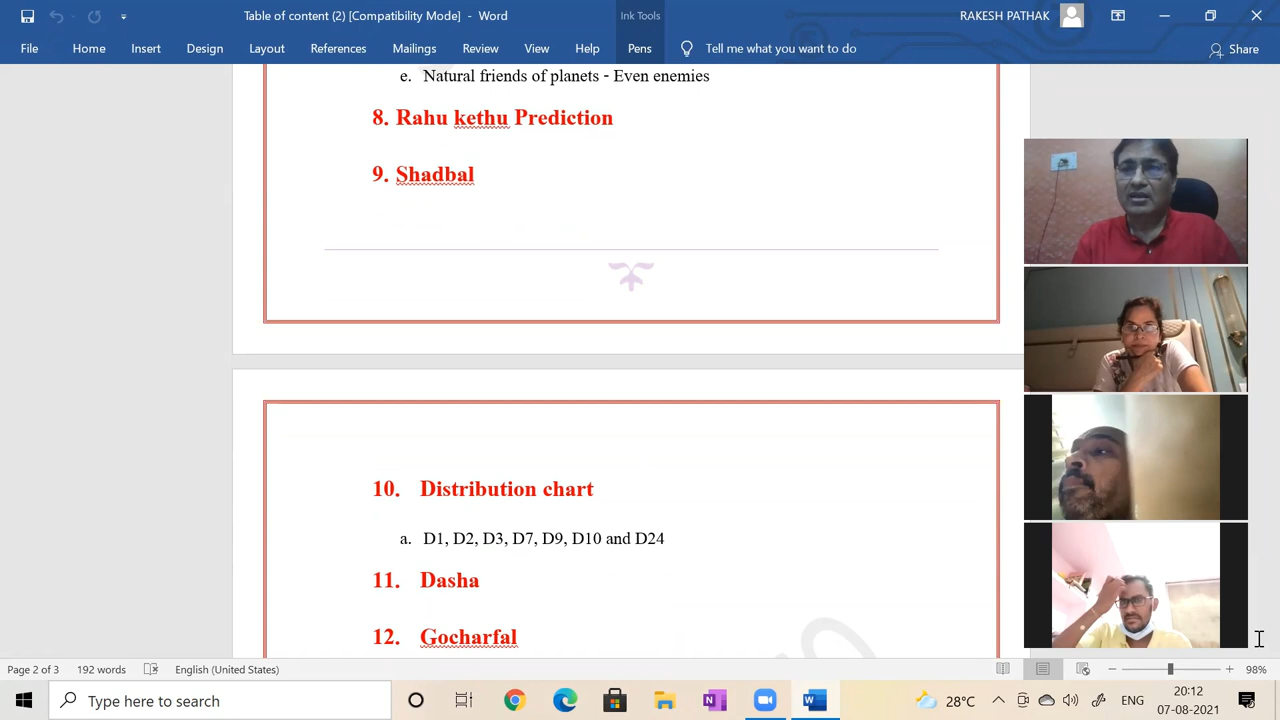 Table of content (2) [Compatibility Mode] - Word
Ink Tools
RAKESH PATHAK
File Home Insert Design Layout References Mailings Review View Help Pens Tell me what you want to do Share
e. Natural friends of planets - Even enemies
8. Rahu kethu Prediction
9. Shadbal
10. Distribution chart
a. D1, D2, D3, D7, D9, D10 and D24
11. Dasha
12. Gocharfal
Page 2 of 3 192 words English (United States) 98%
Type here to search
28°C ENG 20:12
07-08-2021